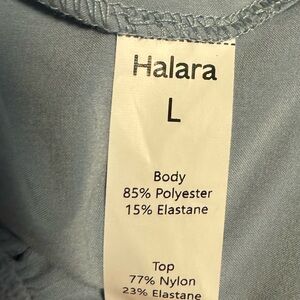 Halara
L
Body
85% Polyester
15% Elastane
Top
77% Nylon
23% Elastane